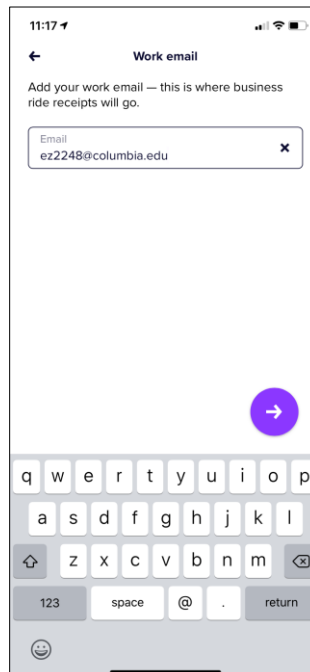 11:17
Work email
Add your work email — this is where business
ride receipts will go.
Email
ez2248@columbia.edu
q w e r t y u i o p
a s d f g h j k l
z x c v b n m
123 space @ . return